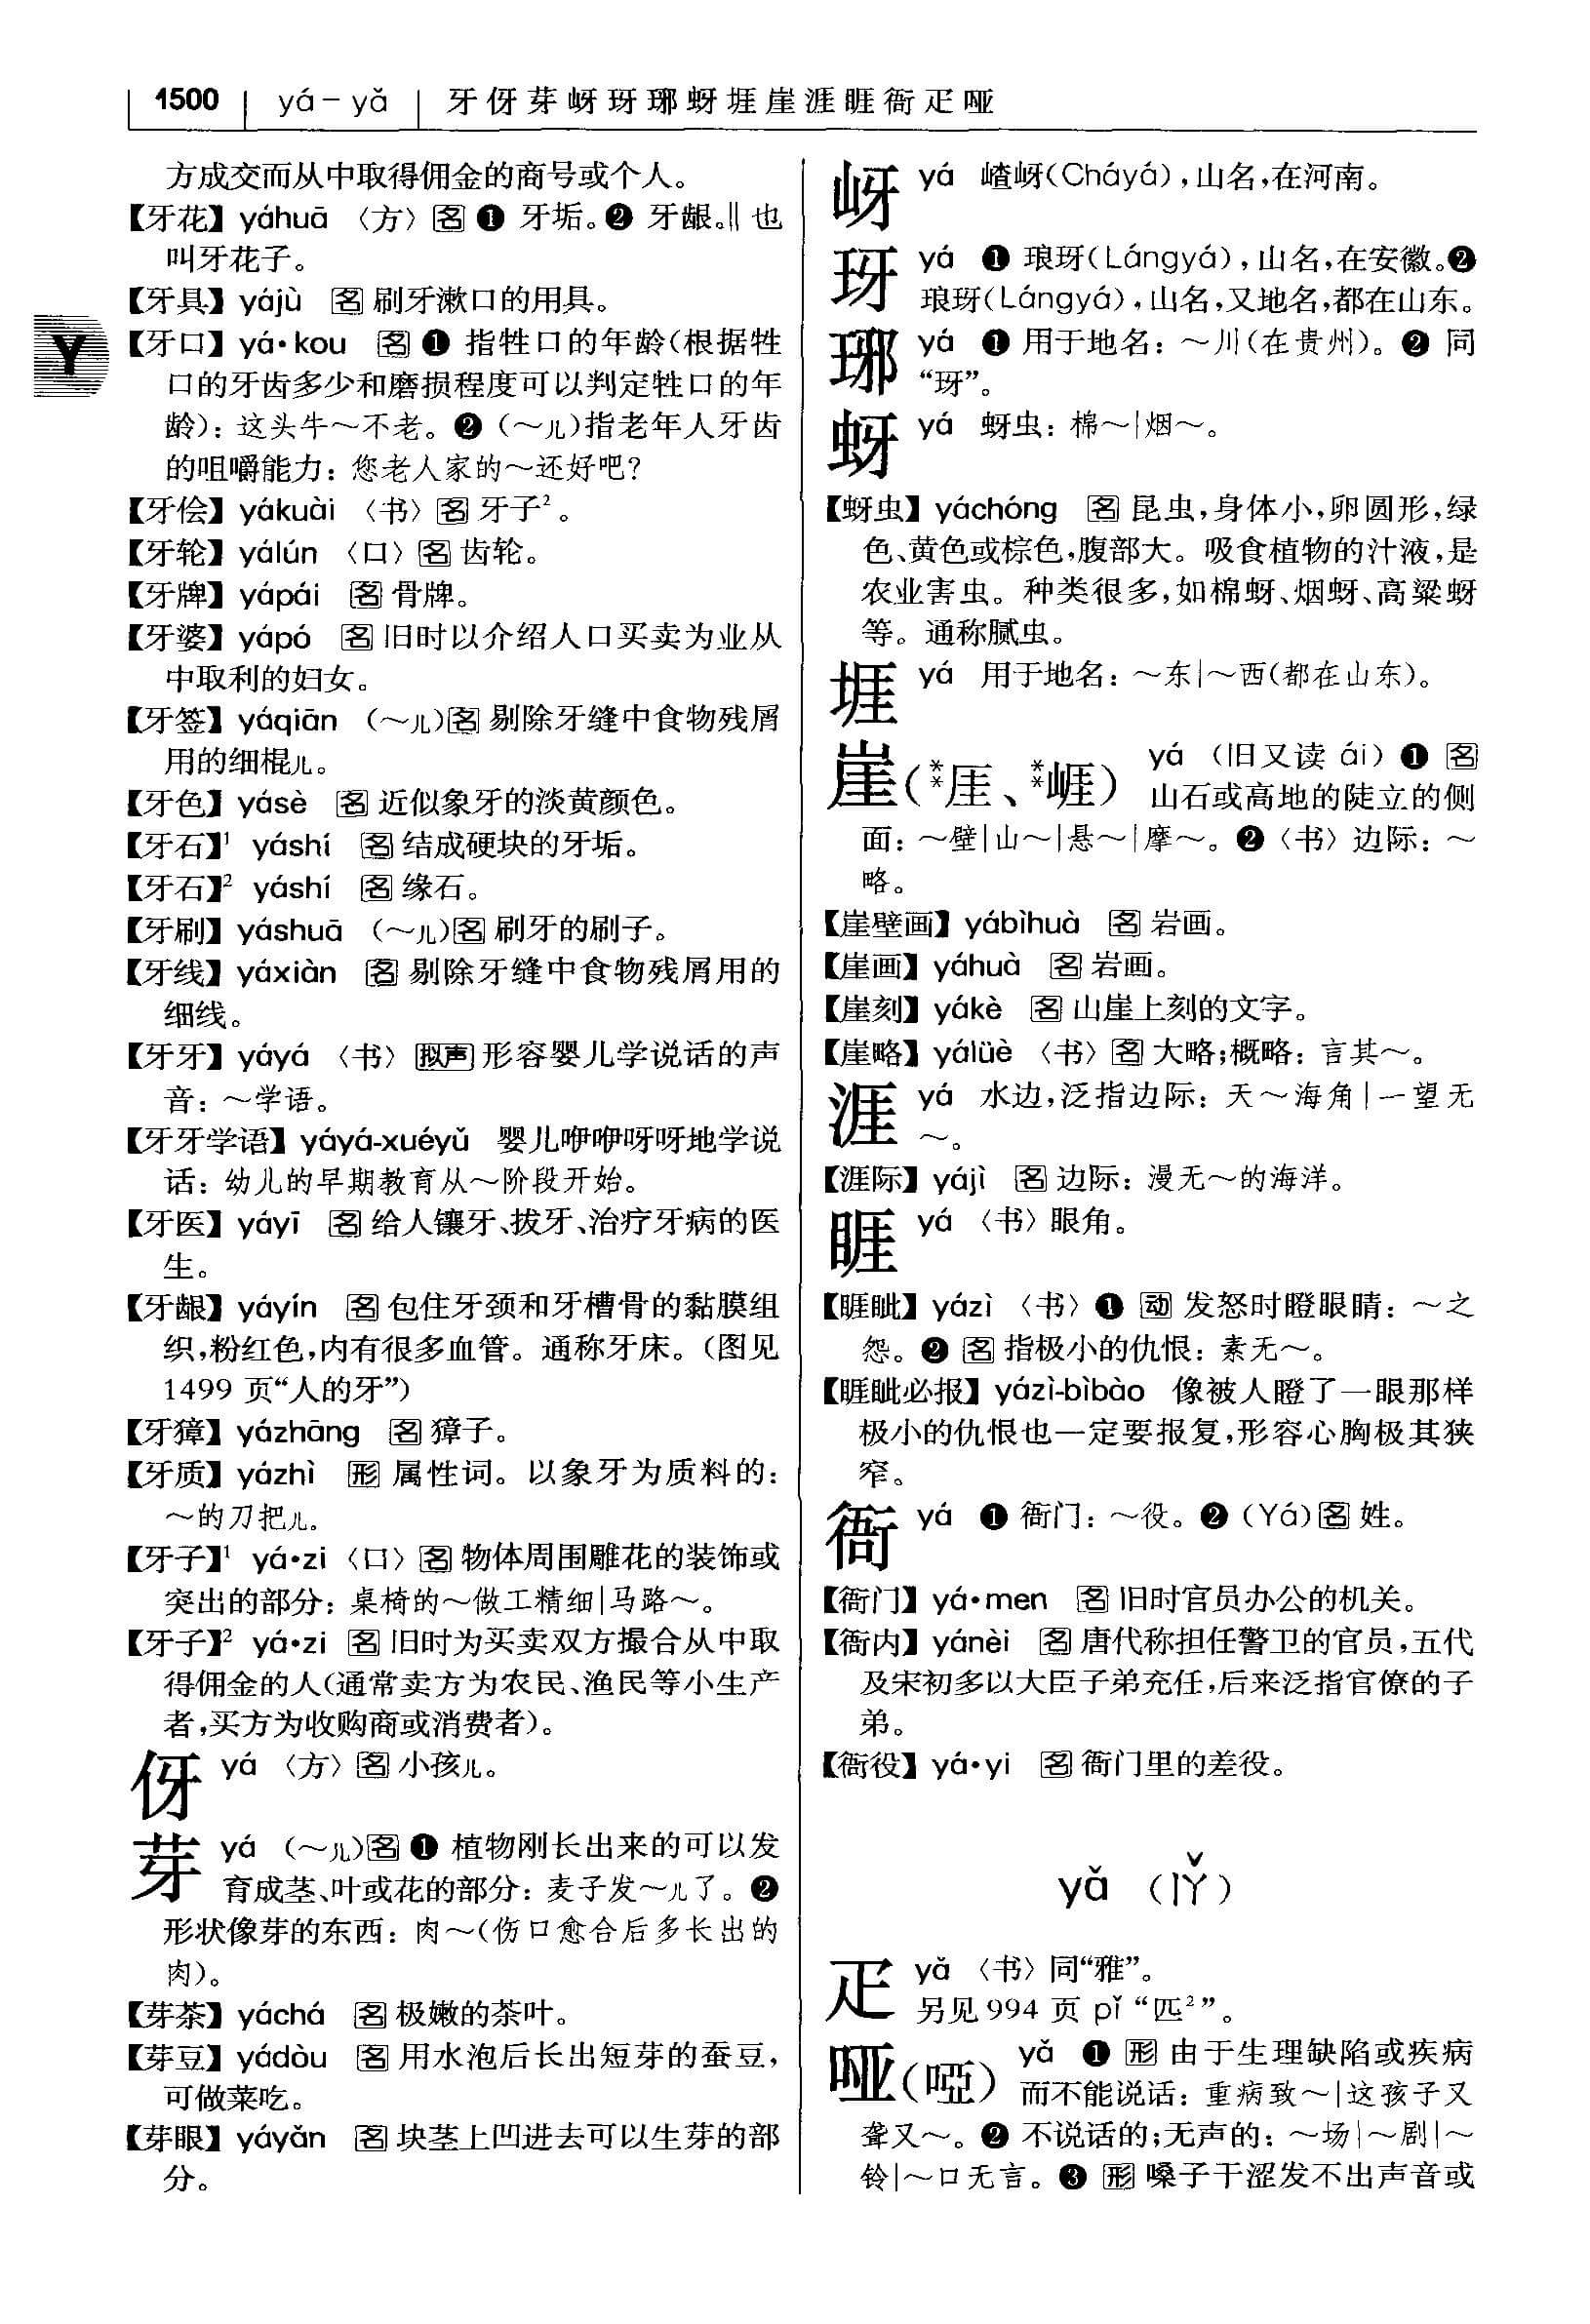 1500 yá-yǎ 牙伢芽岈玡琊蚜堐崖涯睚衙疋哑
方成交而从中取得佣金的商号或个人。
【牙花】yáhuā 〈方〉名❶ 牙垢。❷ 牙龈。‖也
叫牙花子。
【牙具】yájù 名刷牙漱口的用具。
【牙口】yá·kou 名❶ 指牲口的年龄(根据牲
口的牙齿多少和磨损程度可以判定牲口的年
龄)：这头牛～不老。❷（～儿)指老年人牙齿
的咀嚼能力：您老人家的～还好吧？
【牙侩】yákuài 〈书〉名牙子²。
【牙轮】yálún 〈口〉名齿轮。
【牙牌】yápái 名骨牌。
【牙婆】yápó 名旧时以介绍人口买卖为业从
中取利的妇女。
【牙签】yáqiān （～儿)名剔除牙缝中食物残屑
用的细棍儿。
【牙色】yásè 名近似象牙的淡黄颜色。
【牙石】¹ yáshí 名结成硬块的牙垢。
【牙石】² yáshí 名缘石。
【牙刷】yáshuā （～儿)名刷牙的刷子。
【牙线】yáxiàn 名剔除牙缝中食物残屑用的
细线。
【牙牙】yáyá 〈书〉拟声形容婴儿学说话的声
音：～学语。
【牙牙学语】yáyá-xuéyǔ 婴儿咿咿呀呀地学说
话：幼儿的早期教育从～阶段开始。
【牙医】yáyī 名给人镶牙、拔牙、治疗牙病的医
生。
【牙龈】yáyín 名包住牙颈和牙槽骨的黏膜组
织，粉红色，内有很多血管。通称牙床。（图见
1499 页“人的牙”)
【牙獐】yázhāng 名獐子。
【牙质】yázhì 形属性词。以象牙为质料的：
～的刀把儿。
【牙子】¹ yá·zi〈口〉名物体周围雕花的装饰或
突出的部分：桌椅的～做工精细|马路～。
【牙子】² yá·zi 名旧时为买卖双方撮合从中取
得佣金的人(通常卖方为农民、渔民等小生产
者，买方为收购商或消费者)。
伢 yá 〈方〉名小孩儿。
芽 yá （～儿)名❶ 植物刚长出来的可以发
育成茎、叶或花的部分：麦子发～儿了。❷
形状像芽的东西：肉～(伤口愈合后多长出的
肉)。
【芽茶】yáchá 名极嫩的茶叶。
【芽豆】yádòu 名用水泡后长出短芽的蚕豆，
可做菜吃。
【芽眼】yáyǎn 名块茎上凹进去可以生芽的部
分。
Y
岈 yá 嵖岈(Cháyá)，山名，在河南。
玡 yá ❶ 琅玡(Lángyá)，山名，在安徽。❷
琅玡(Lángyá)，山名，又地名，都在山东。
琊 yá ❶ 用于地名：～川(在贵州)。❷ 同
“玡”。
蚜 yá 蚜虫：棉～|烟～。
【蚜虫】yáchóng 名昆虫，身体小，卵圆形，绿
色、黄色或棕色，腹部大。吸食植物的汁液，是
农业害虫。种类很多，如棉蚜、烟蚜、高粱蚜
等。通称腻虫。
堐 yá 用于地名：～东|～西(都在山东)。
崖(**厓、**崕) yá （旧又读 ái）❶ 名
山石或高地的陡立的侧
面：～壁|山～|悬～|摩～。❷〈书〉边际：～
略。
【崖壁画】yábìhuà 名岩画。
【崖画】yáhuà 名岩画。
【崖刻】yákè 名山崖上刻的文字。
【崖略】yálüè 〈书〉名大略；概略：言其～。
涯 yá 水边，泛指边际：天～海角|一望无
～。
【涯际】yájì 名边际：漫无～的海洋。
睚 yá 〈书〉眼角。
【睚眦】yázì 〈书〉❶ 动发怒时瞪眼睛：～之
怨。❷ 名指极小的仇恨：素无～。
【睚眦必报】yázì-bìbào 像被人瞪了一眼那样
极小的仇恨也一定要报复，形容心胸极其狭
窄。
衙 yá ❶ 衙门：～役。❷（Yá)名姓。
【衙门】yá·men 名旧时官员办公的机关。
【衙内】yánèi 名唐代称担任警卫的官员，五代
及宋初多以大臣子弟充任，后来泛指官僚的子
弟。
【衙役】yá·yi 名衙门里的差役。
yǎ （ㄧㄚˇ）
疋 yǎ 〈书〉同“雅”。
另见 994 页 pǐ “匹²”。
哑(啞) yǎ ❶ 形由于生理缺陷或疾病
而不能说话：重病致～|这孩子又
聋又～。❷ 不说话的；无声的：～场|～剧|～
铃|～口无言。❸ 形嗓子干涩发不出声音或